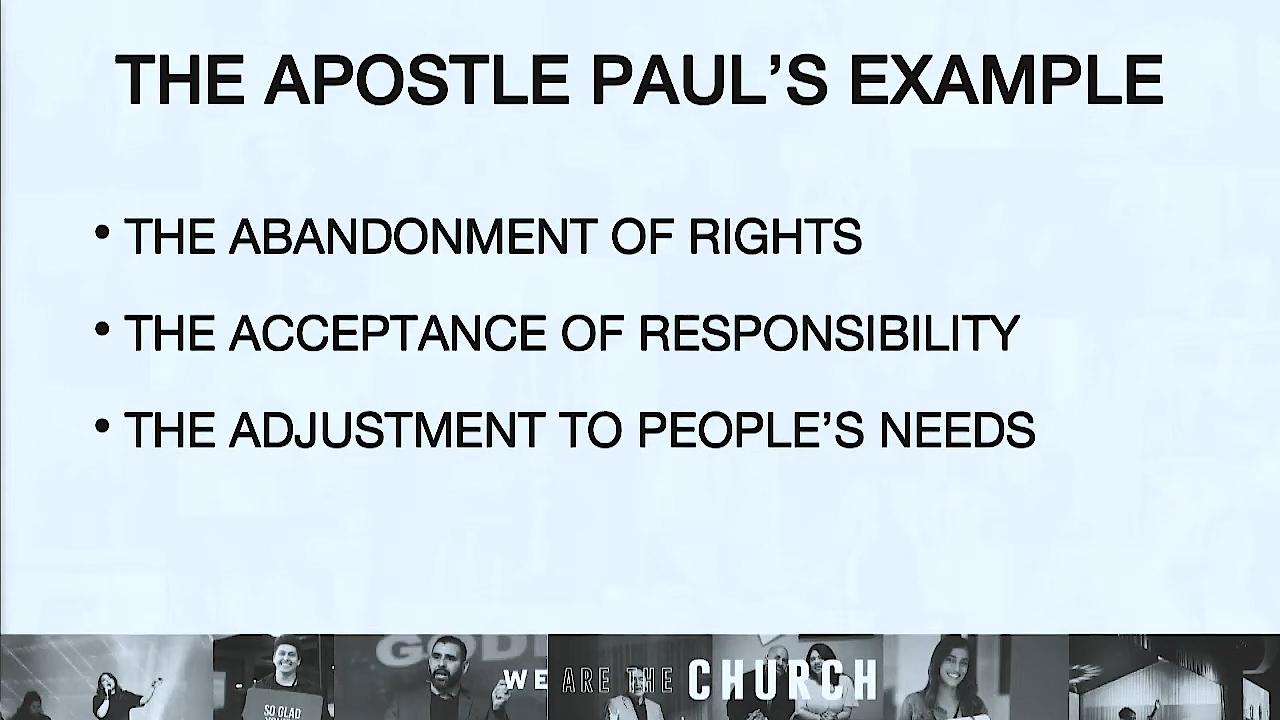 THE APOSTLE PAUL’S EXAMPLE
• THE ABANDONMENT OF RIGHTS
• THE ACCEPTANCE OF RESPONSIBILITY
• THE ADJUSTMENT TO PEOPLE’S NEEDS
WE ARE THE CHURCH
SO GLAD